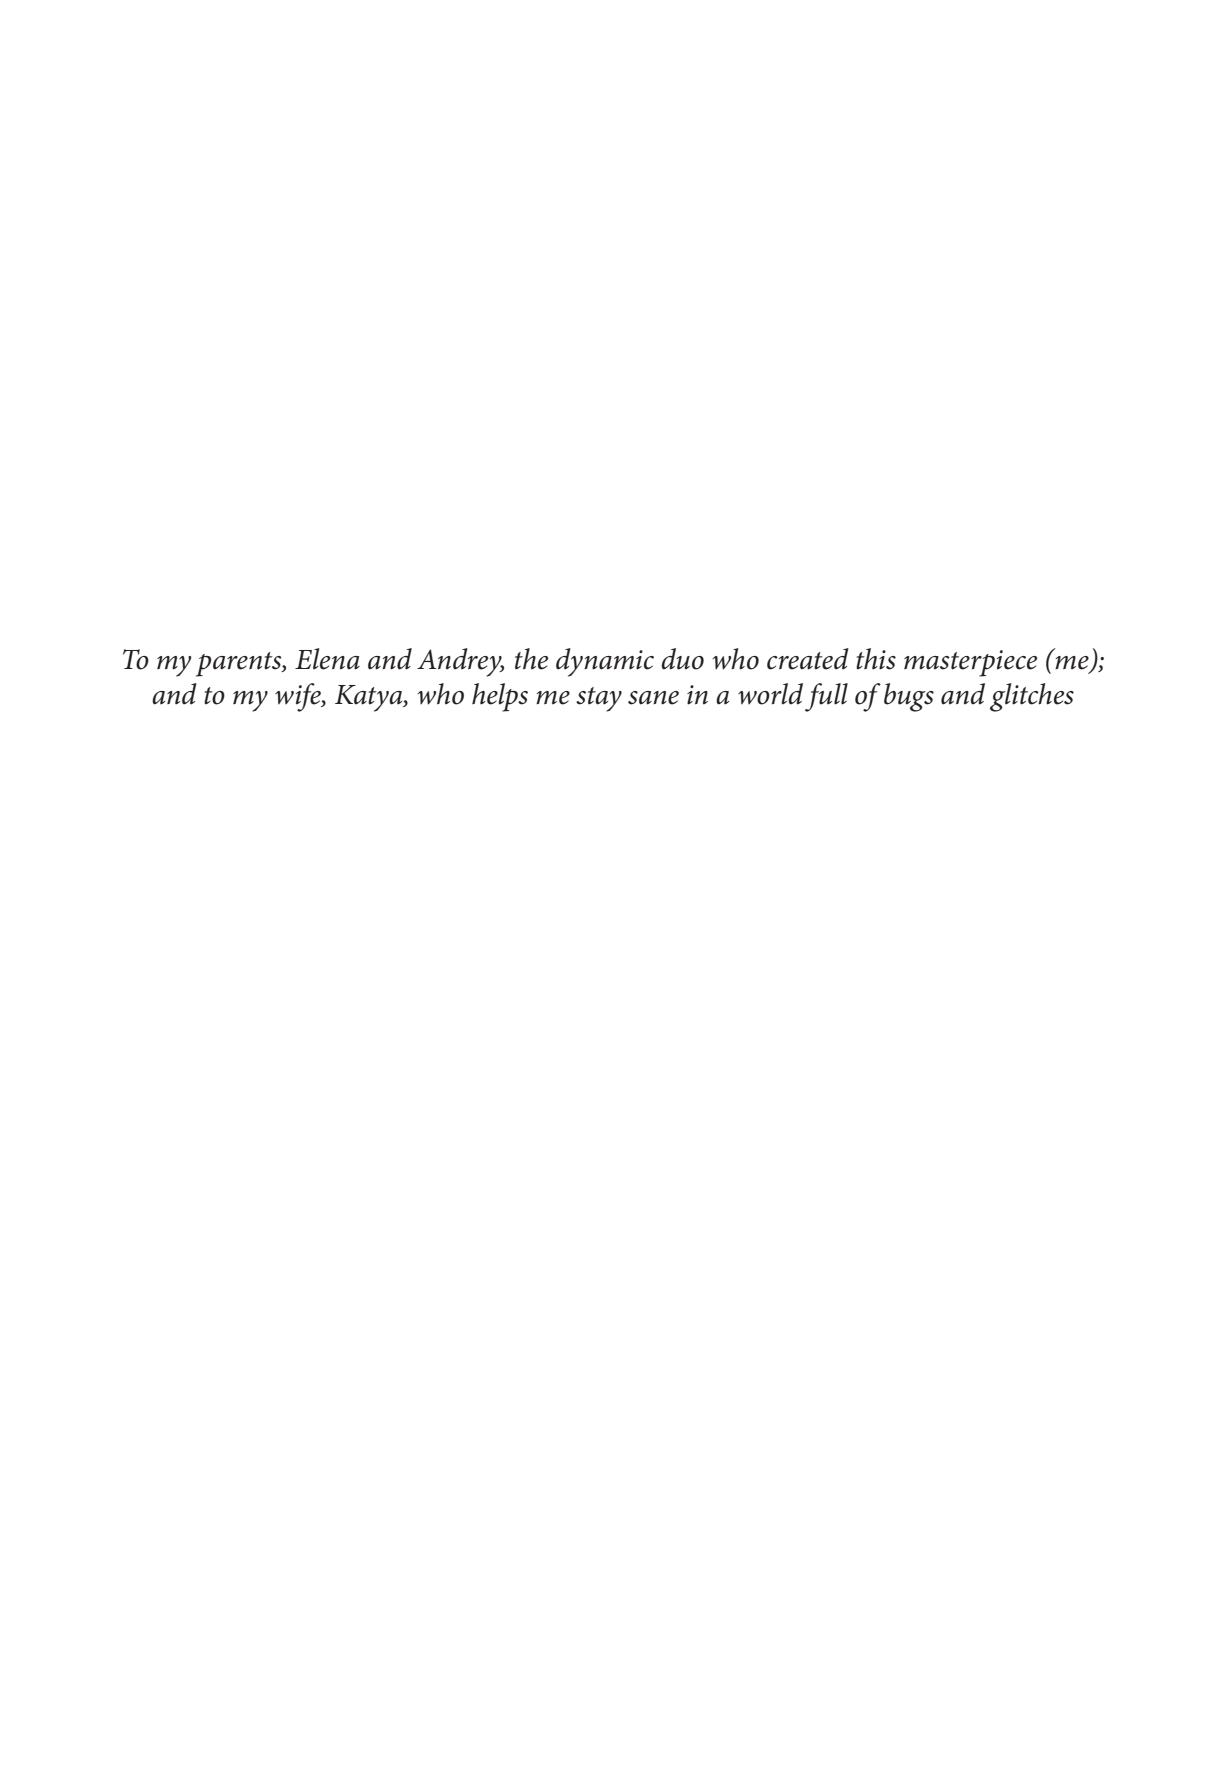 To my parents, Elena and Andrey, the dynamic duo who created this masterpiece (me);
and to my wife, Katya, who helps me stay sane in a world full of bugs and glitches